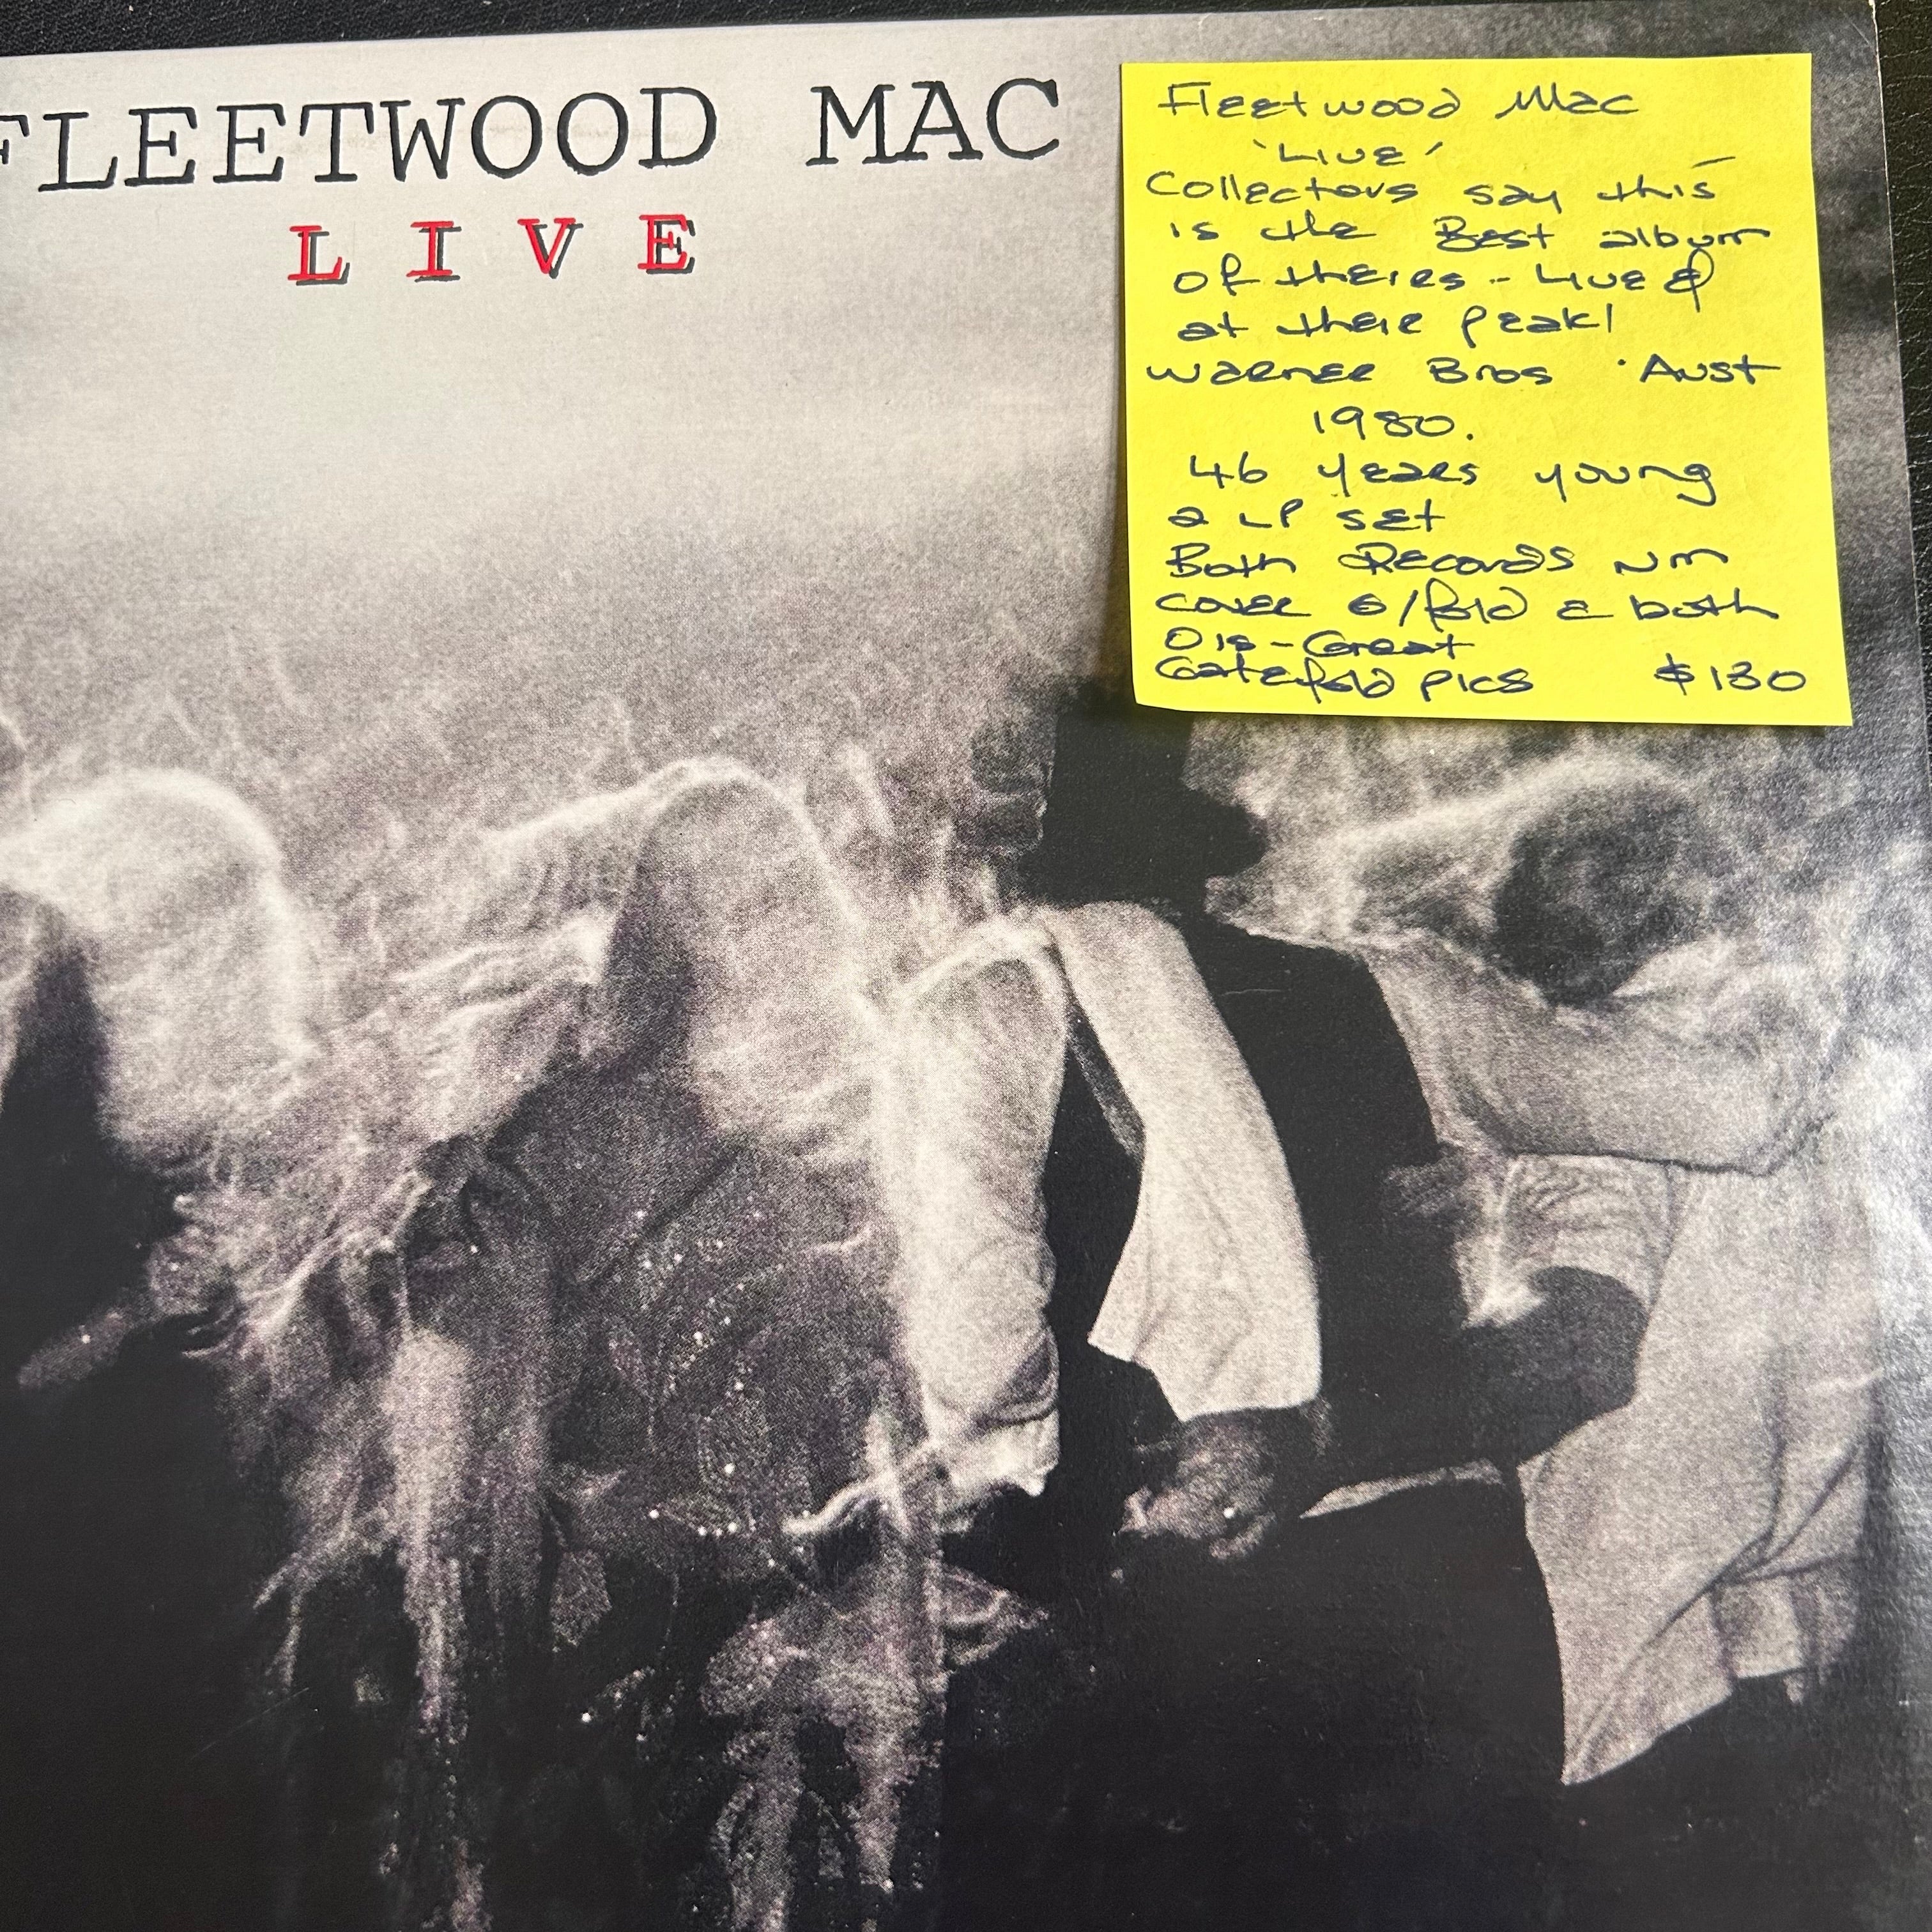 FLEETWOOD MAC
LIVE
Fleetwood Mac
'LIVE'
Collectors say this
is the Best album
of theirs - Live &
at their peak!
Warner Bros Aust
1980.
46 years young
2 LP set
Both Records NM
cover G/fold & both
OIS - Great
Gatefold pics $130